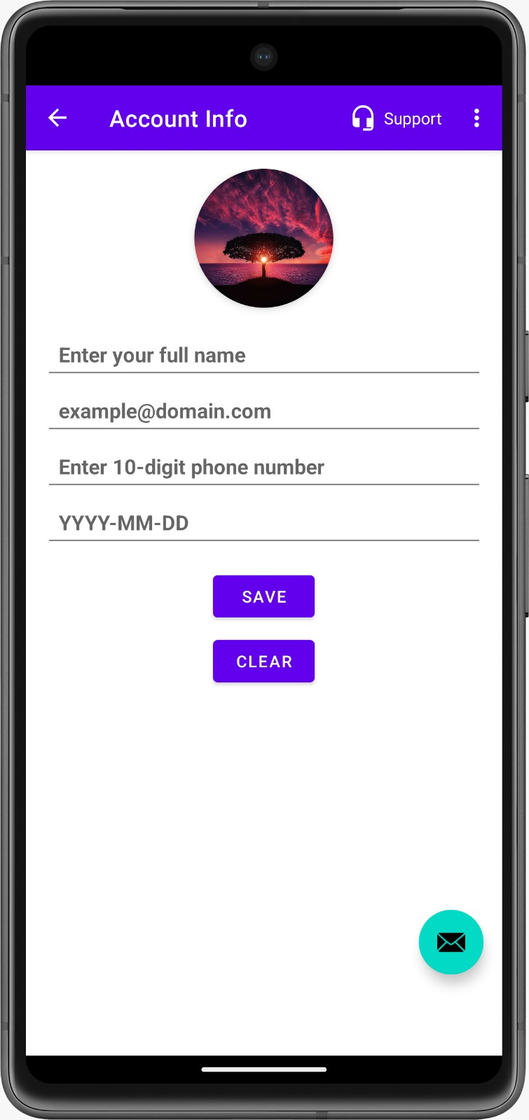 Account Info Support
Enter your full name
example@domain.com
Enter 10-digit phone number
YYYY-MM-DD
SAVE
CLEAR